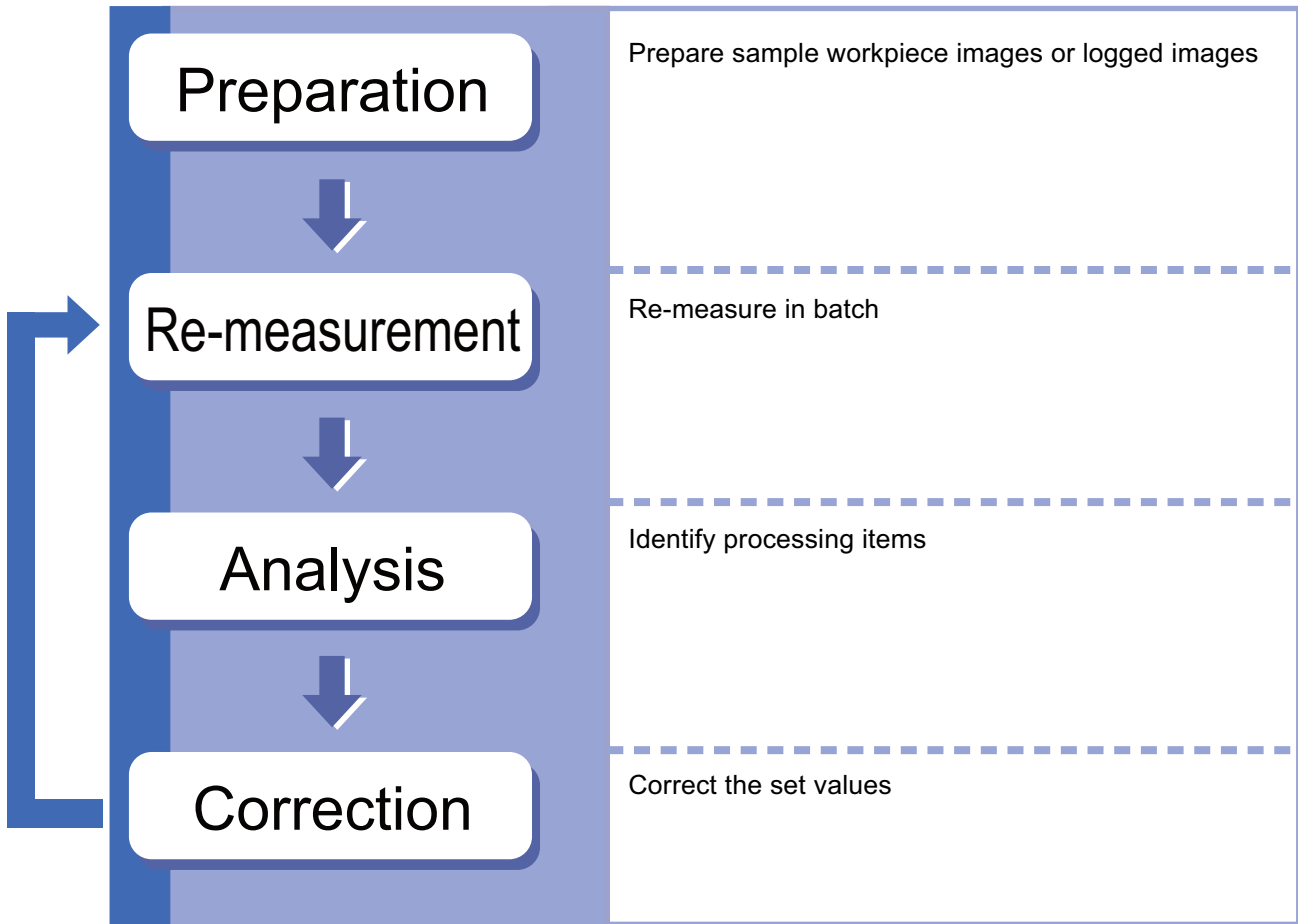 Preparation
Prepare sample workpiece images or logged images
Re-measurement
Re-measure in batch
Analysis
Identify processing items
Correction
Correct the set values